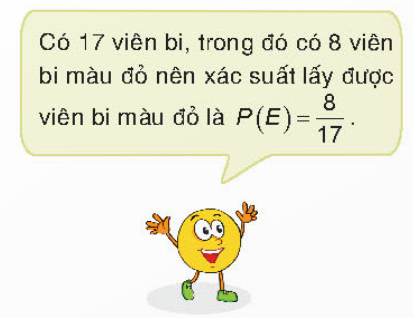 Có 17 viên bi, trong đó có 8 viên
bi màu đỏ nên xác suất lấy được
viên bi màu đỏ là P(E) = 8/17.